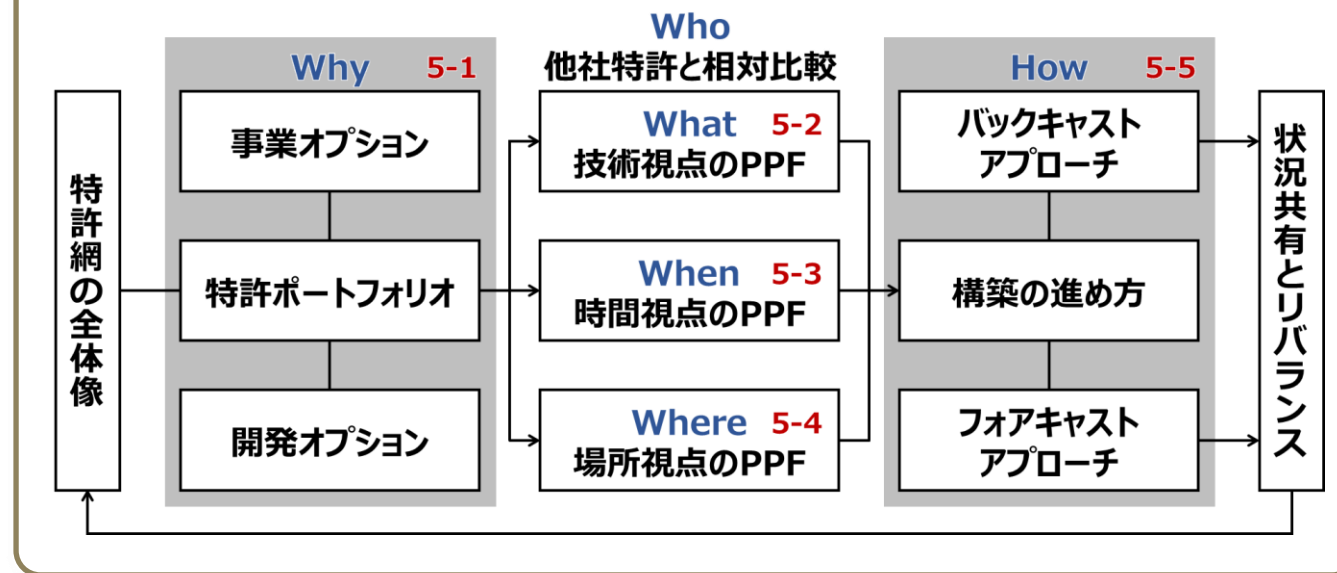 特許網の全体像
Why 5-1
事業オプション
特許ポートフォリオ
開発オプション
Who
他社特許と相対比較
What 5-2
技術視点のPPF
When 5-3
時間視点のPPF
Where 5-4
場所視点のPPF
How 5-5
バックキャスト
アプローチ
構築の進め方
フォアキャスト
アプローチ
状況共有とリバランス